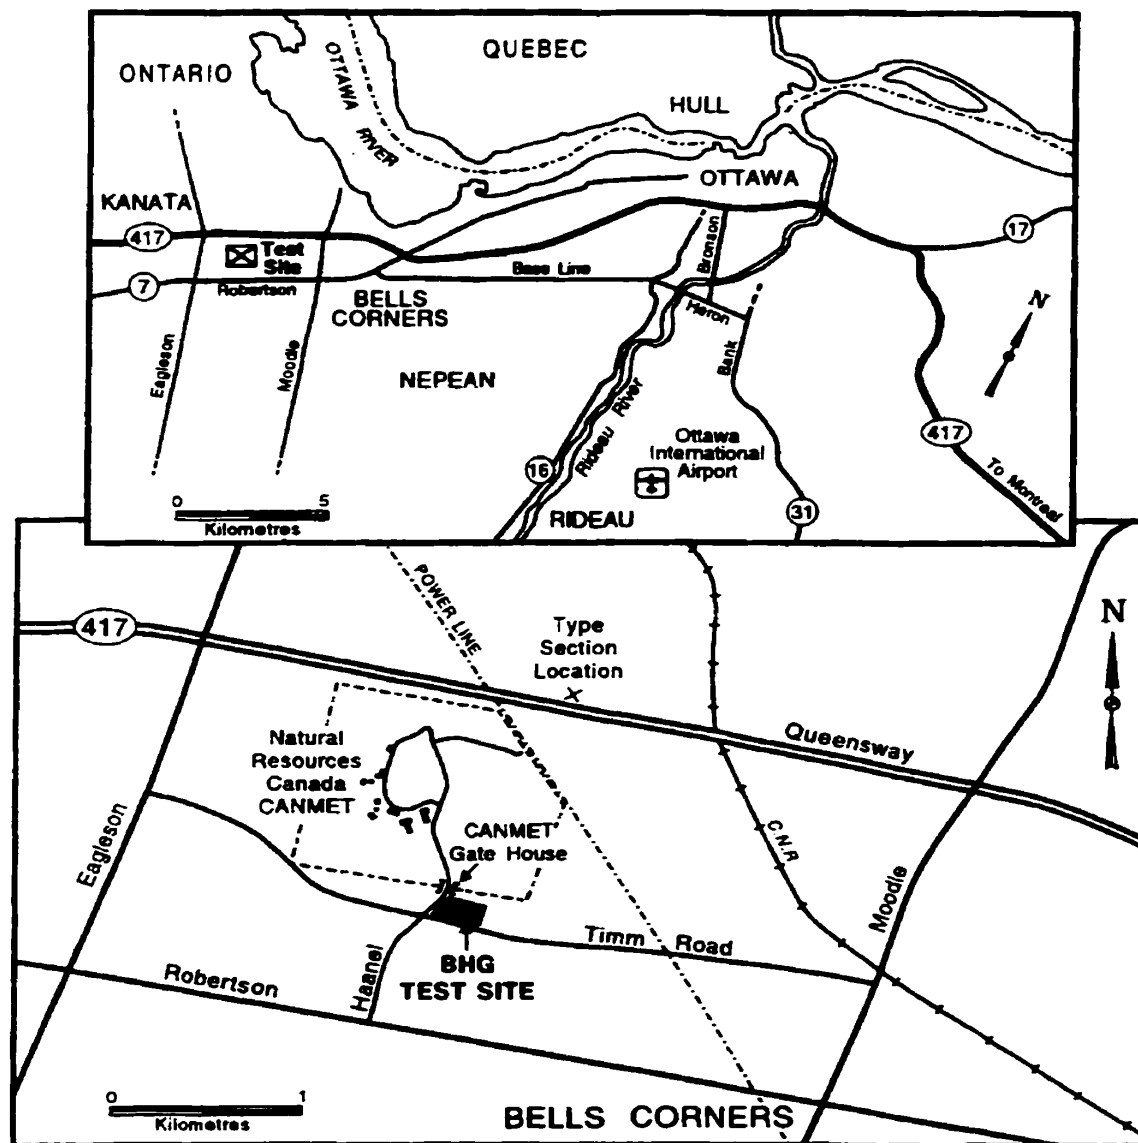 QUEBEC
ONTARIO
OTTAWA
RIVER
HULL
OTTAWA
KANATA
417
Test
Site
7
Robertson
Base Line
Bronson
17
BELLS
CORNERS
Heron
N
Eagleson
Moodie
NEPEAN
Bank
Rideau River
Ottawa
International
Airport
417
16
To Montreal
0 5
Kilometres
RIDEAU
31
POWER LINE
417
Type
Section
Location
N
Queensway
Natural
Resources
Canada
CANMET
CANMET
Gate House
Eagleson
C.N.R
Moodie
Timm Road
BHG
TEST SITE
Robertson
Haanel
0 1
Kilometres
BELLS CORNERS